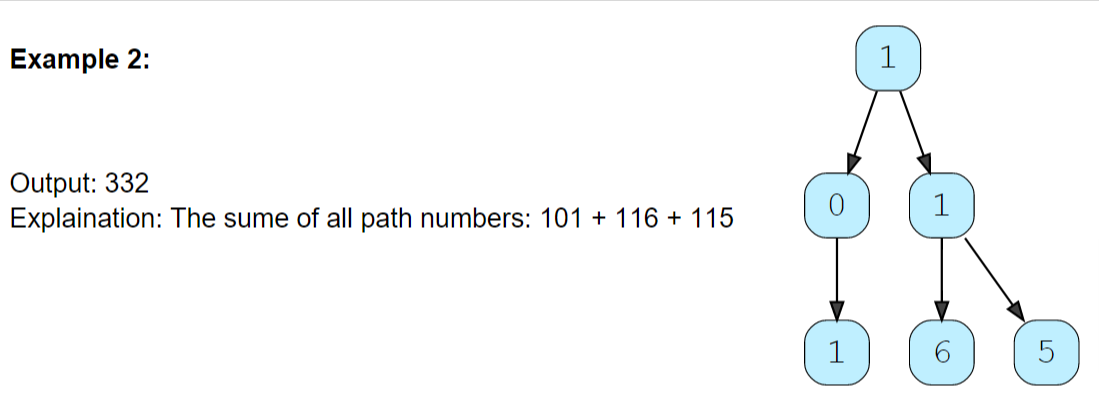 Example 2:
Output: 332
Explaination: The sume of all path numbers: 101 + 116 + 115
1
0 1
1 6 5